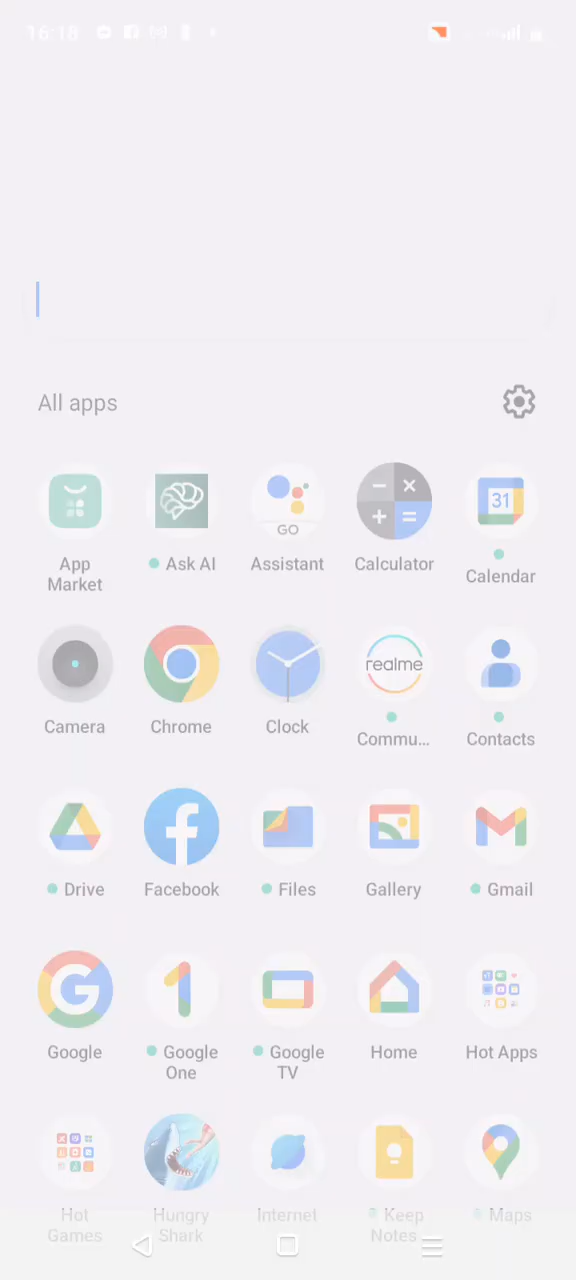 16:18
All apps
31
GO
realme
App
Market
Ask AI
Assistant
Calculator
Calendar
Camera
Chrome
Clock
Commu...
Contacts
Drive
Facebook
Files
Gallery
Gmail
Google
Google
One
Google
TV
Home
Hot Apps
Hot
Games
Hungry
Shark
Internet
Keep
Notes
Maps